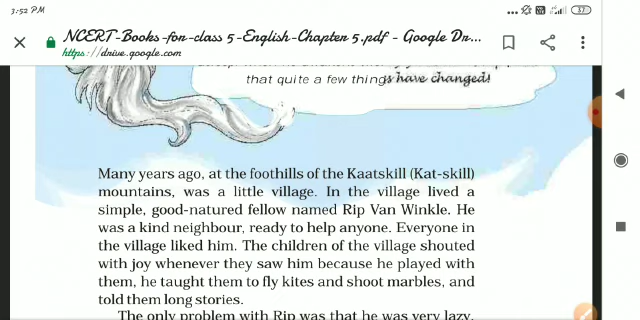 3:52 PM
37
NCERT-Books-for-class 5-English-Chapter 5.pdf - Google Dr...
https://drive.google.com
that quite a few things have changed!
Many years ago, at the foothills of the Kaatskill (Kat-skill)
mountains, was a little village. In the village lived a
simple, good-natured fellow named Rip Van Winkle. He
was a kind neighbour, ready to help anyone. Everyone in
the village liked him. The children of the village shouted
with joy whenever they saw him because he played with
them, he taught them to fly kites and shoot marbles, and
told them long stories.
The only problem with Rip was that he was very lazy.